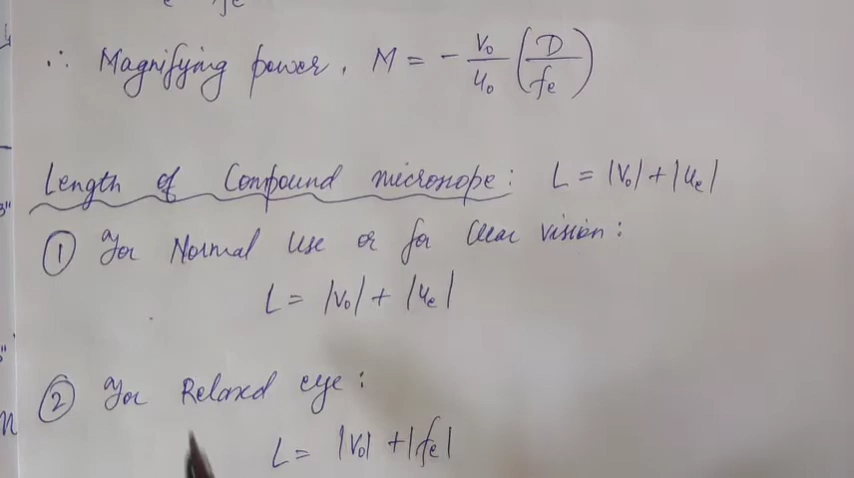 e fe
∴ Magnifying power, M = - v₀/u₀ (D/fe)
Length of Compound microscope: L = |v₀| + |ue|
① For Normal use or for Clear vision:
L = |v₀| + |ue|
② For Relaxed eye:
L = |v₀| + |fe|